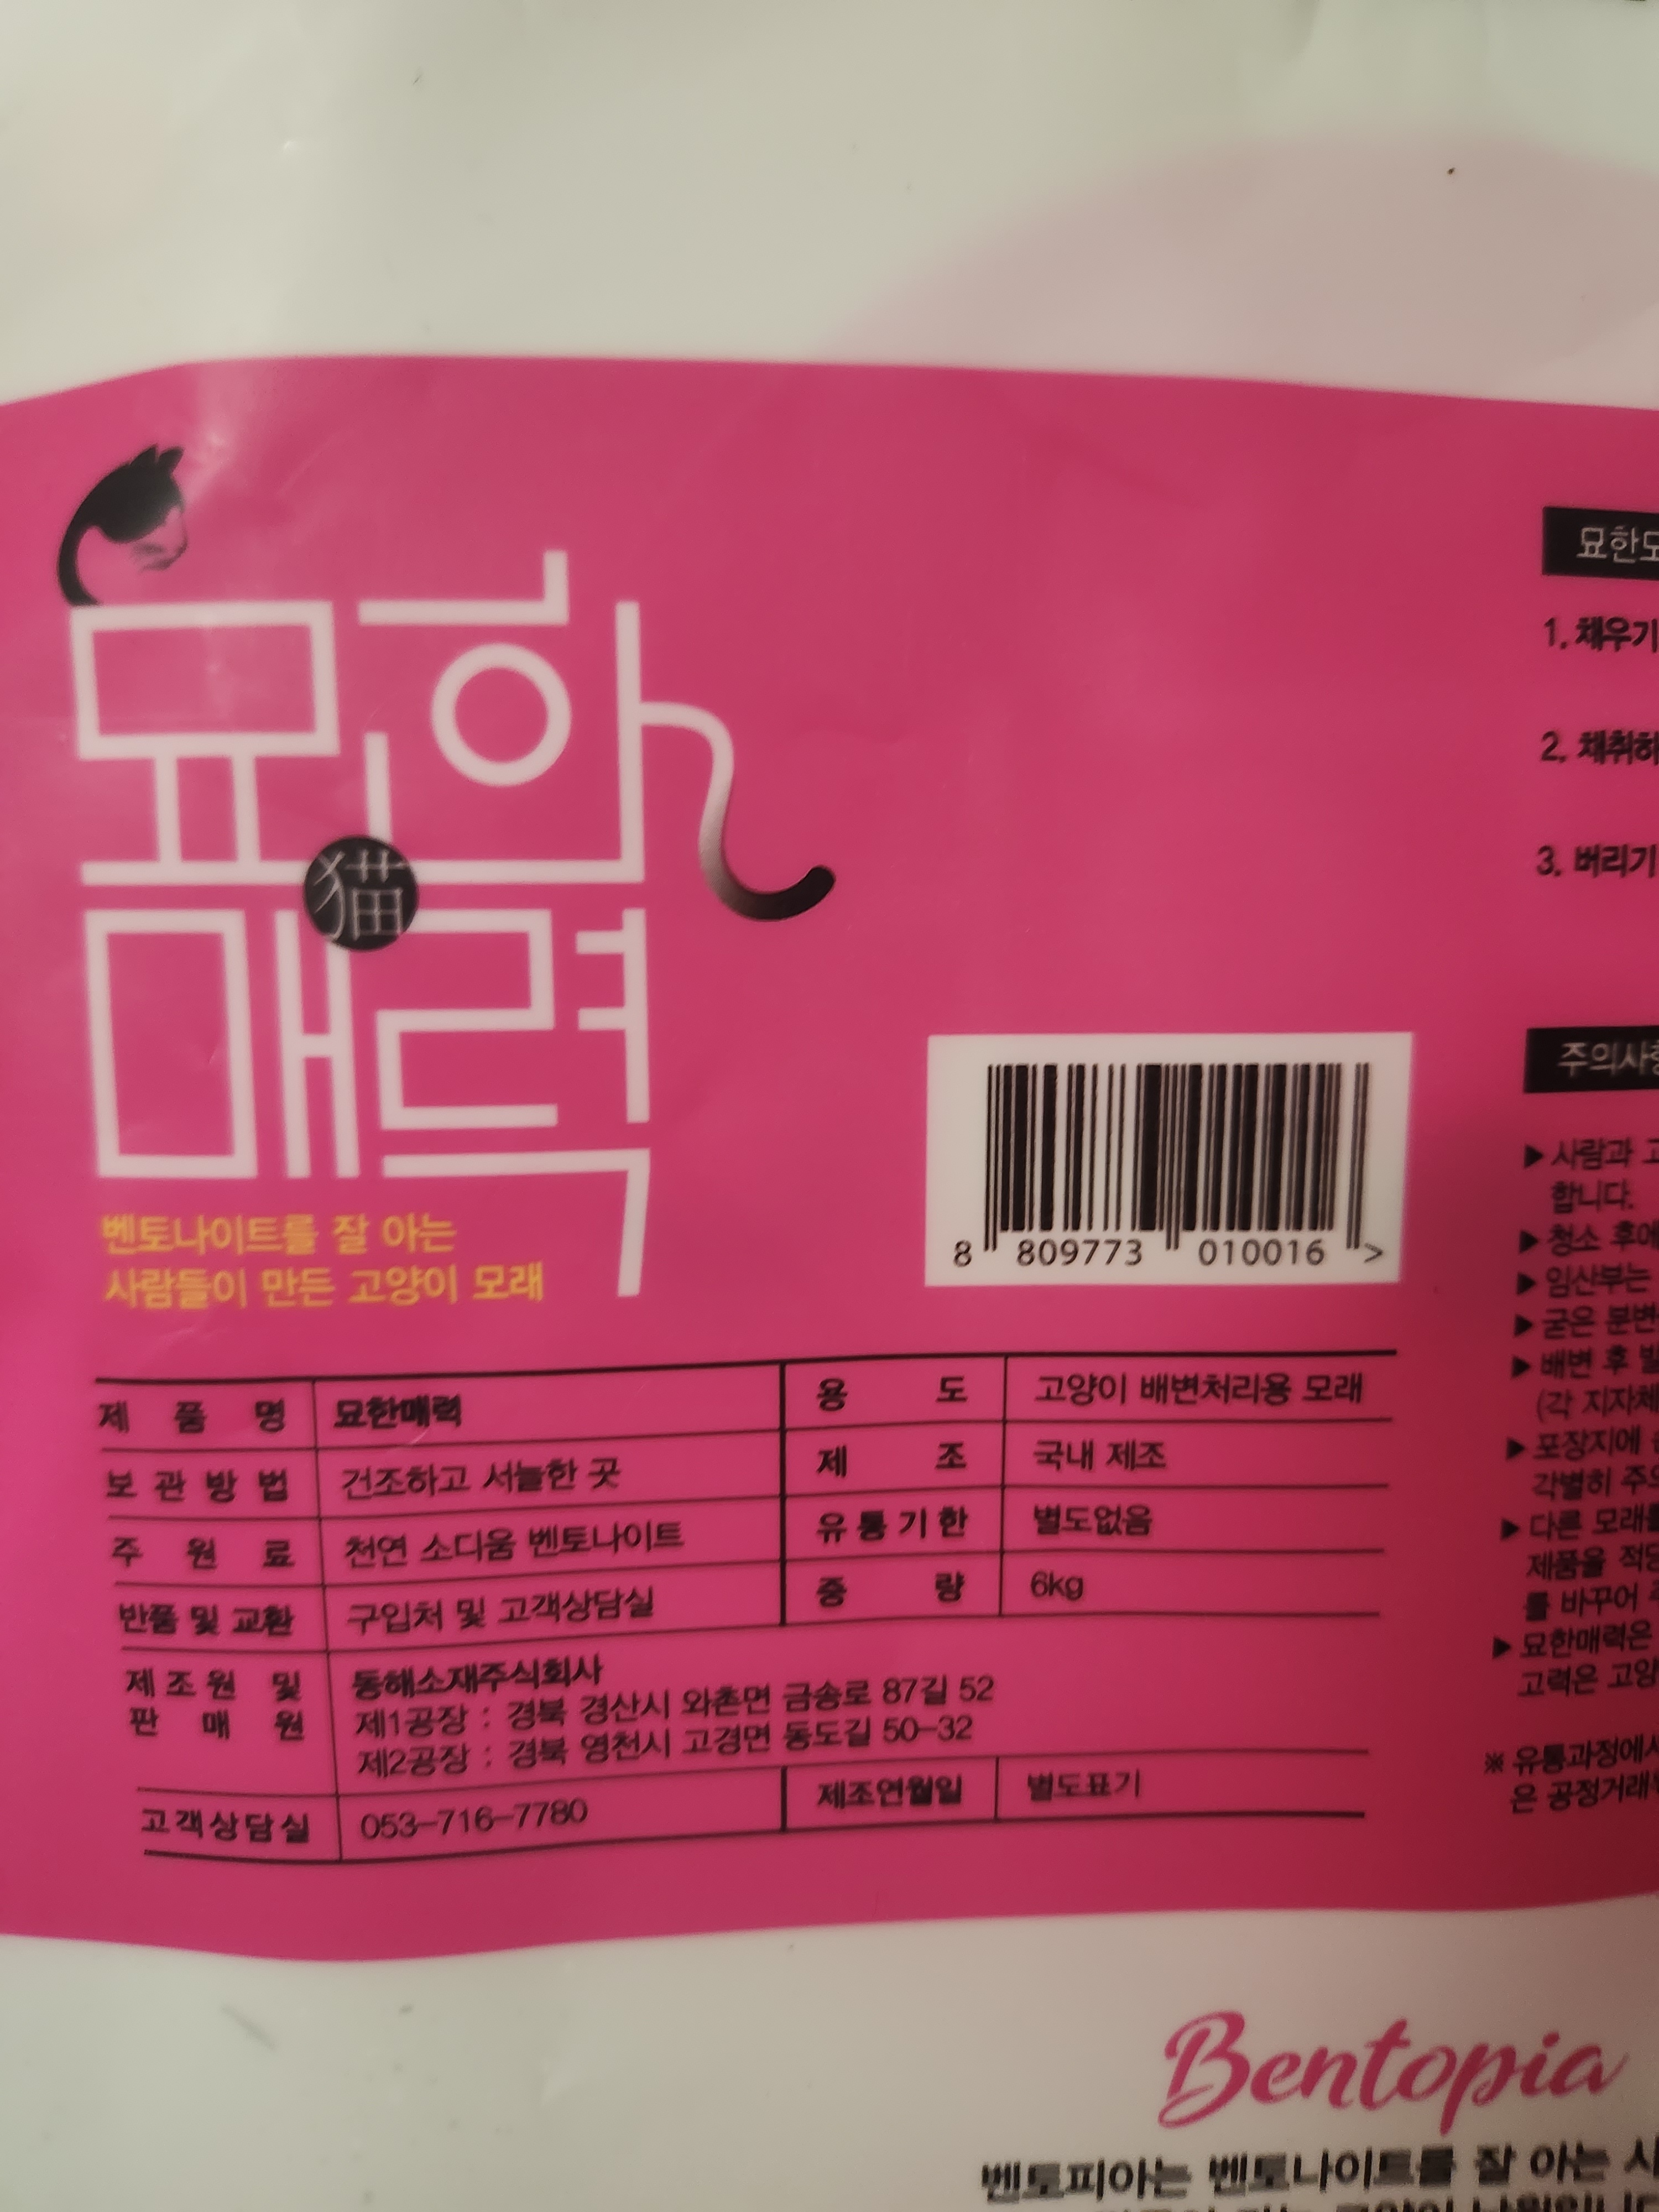 묘한
猫
매력
벤토나이트를 잘 아는
사람들이 만든 고양이 모래
8 809773 010016 >
제품명 묘한매력 용도 고양이 배변처리용 모래
보관방법 건조하고 서늘한 곳 제조 국내 제조
주원료 천연 소디움 벤토나이트 유통기한 별도없음
반품 및 교환 구입처 및 고객상담실 중량 6kg
제조원 및 판매원 동해소재주식회사
제1공장 : 경북 경산시 와촌면 금송로 87길 52
제2공장 : 경북 영천시 고경면 동도길 50-32
고객상담실 053-716-7780 제조연월일 별도표기
묘한
1. 채우기
2. 채취하
3. 버리기
주의사항
▶ 사람과
합니다.
▶ 청소 후에
▶ 임산부는
▶ 굳은 분변
▶ 배변 후
(각 지자체
▶ 포장지에
각별히 주의
▶ 다른 모래를
제품을
를 바꾸어
▶ 묘한매력은
고력은 고양
※ 유통과정에서
은 공정거래
Bentopia
벤토피아는 벤토나이트를 잘 아는